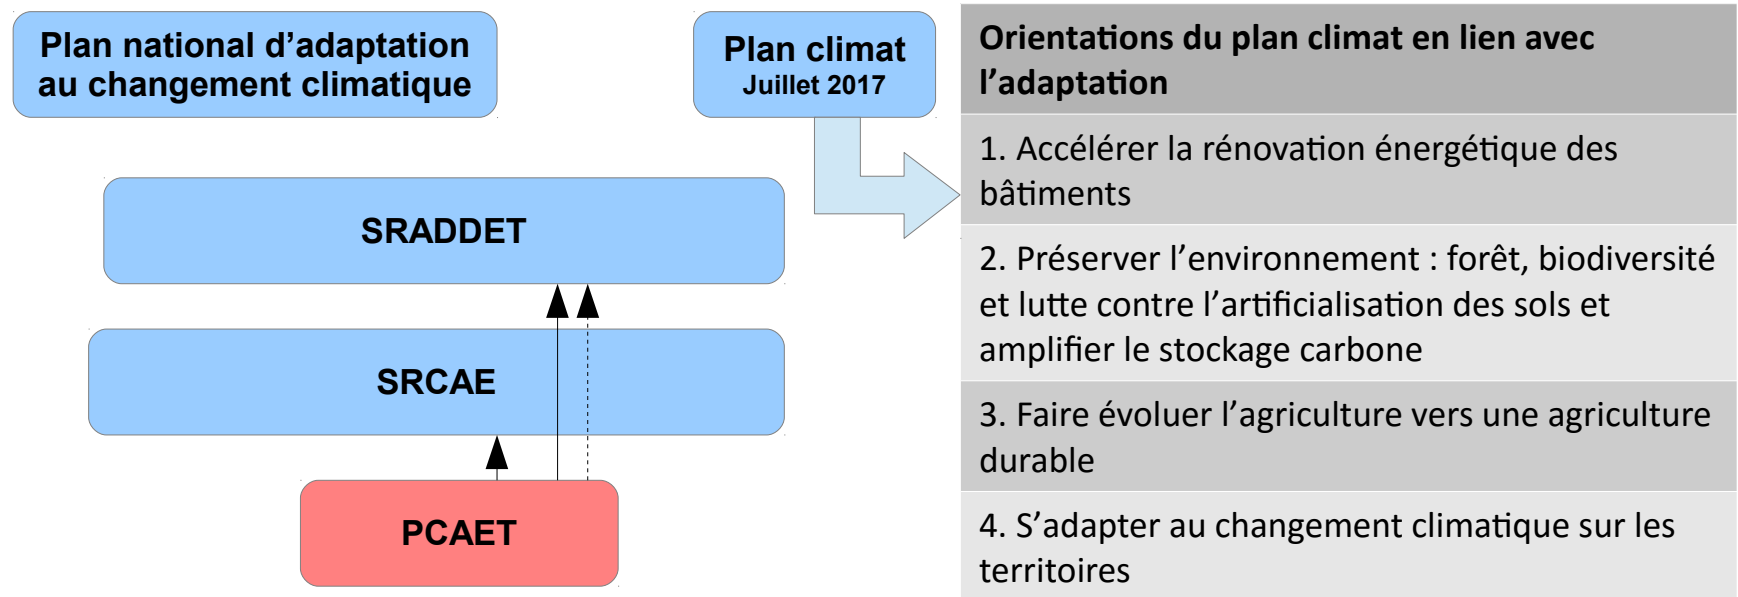 Plan national d’adaptation
au changement climatique
Plan climat
Juillet 2017
SRADDET
SRCAE
PCAET
Orientations du plan climat en lien avec
l’adaptation
1. Accélérer la rénovation énergétique des
bâtiments
2. Préserver l’environnement : forêt, biodiversité
et lutte contre l’artificialisation des sols et
amplifier le stockage carbone
3. Faire évoluer l’agriculture vers une agriculture
durable
4. S’adapter au changement climatique sur les
territoires